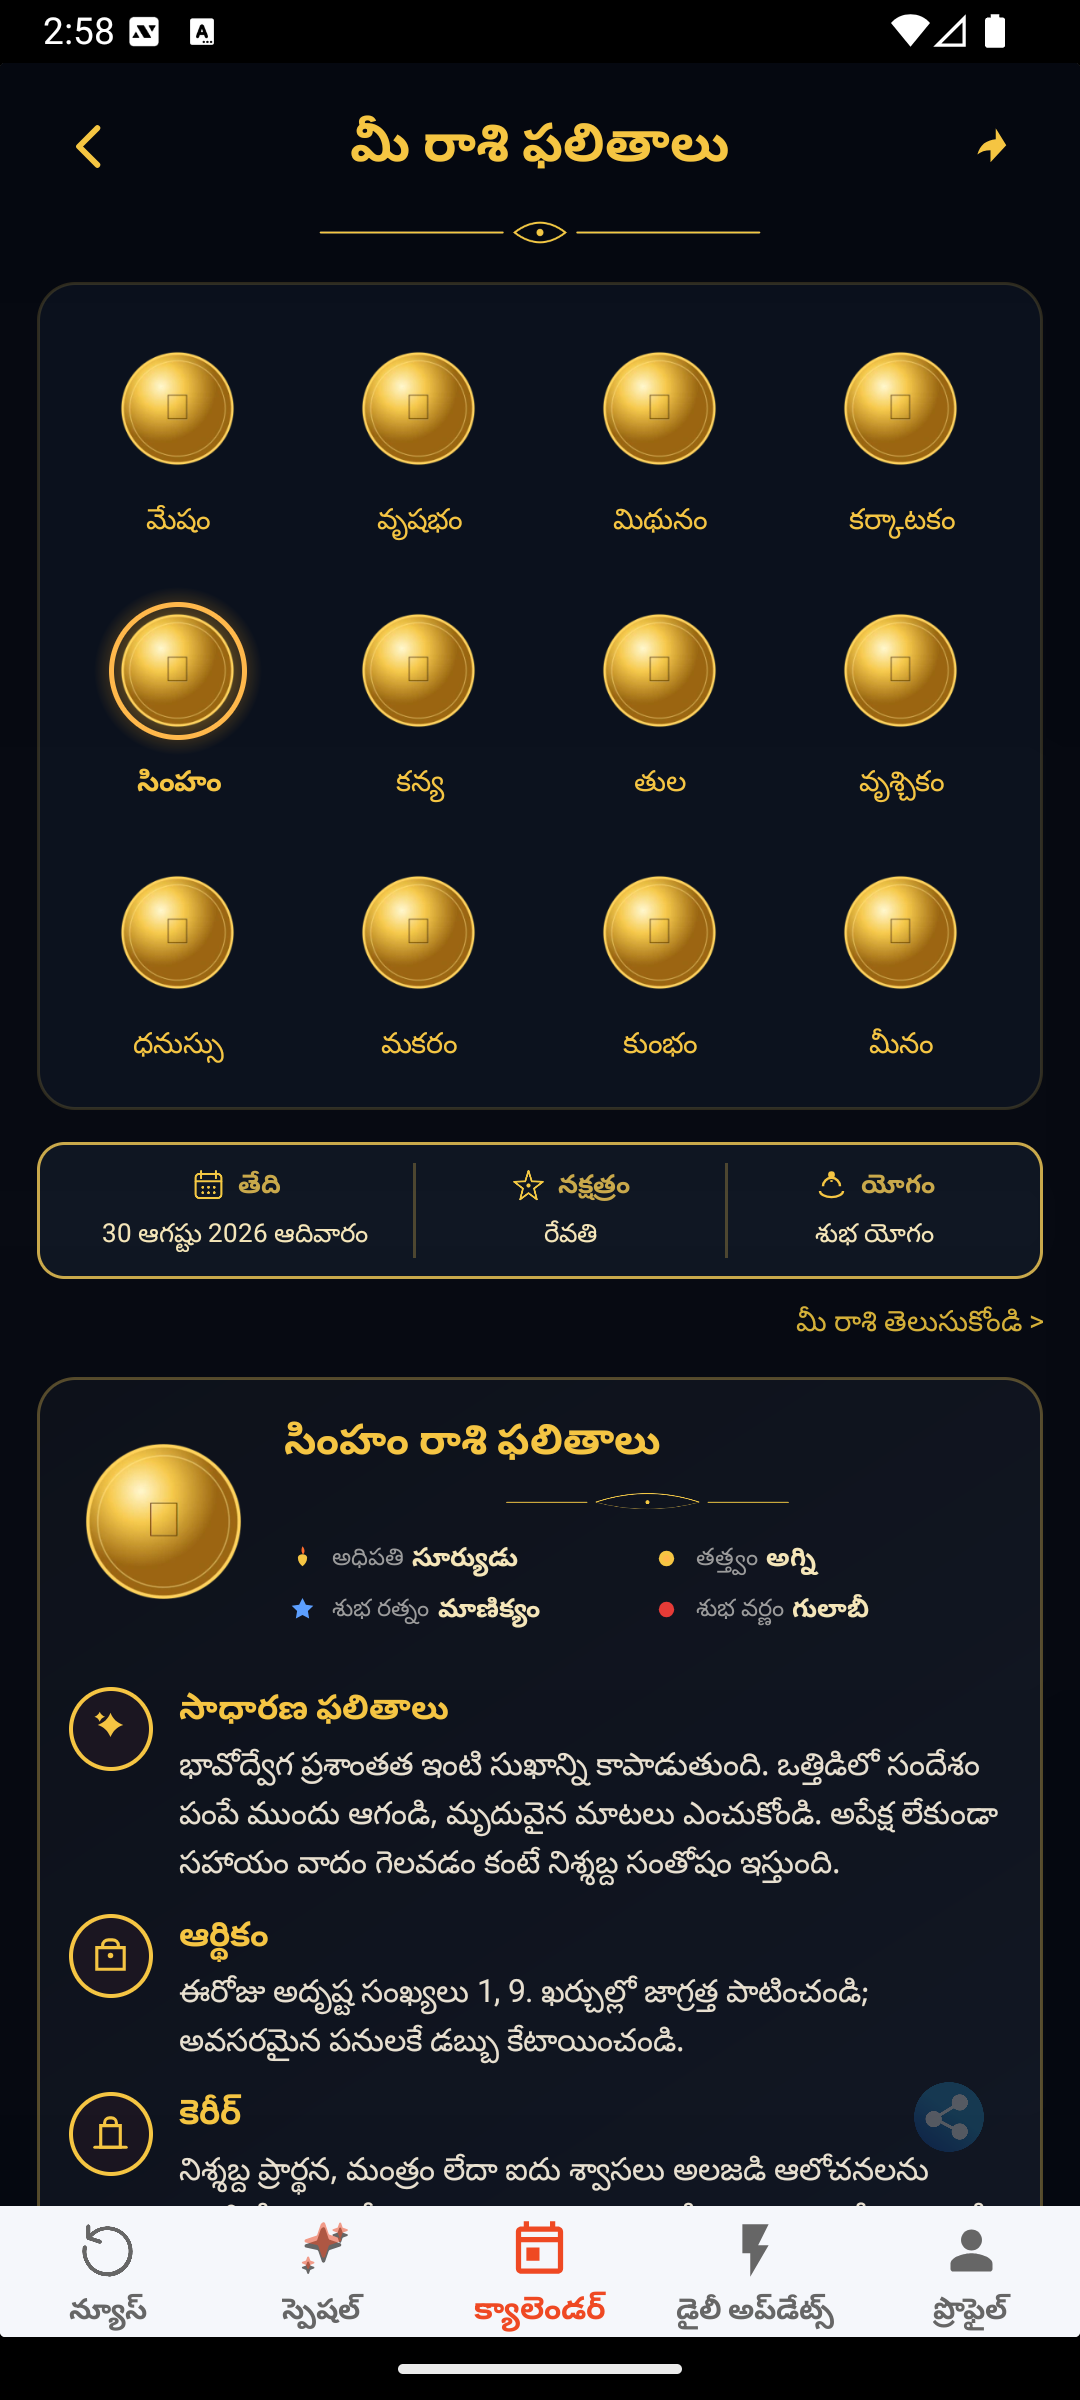 2:58
మీ రాశి ఫలితాలు
మేషం వృషభం మిథునం కర్కాటకం
సింహం కన్య తుల వృశ్చికం
ధనుస్సు మకరం కుంభం మీనం
తేది నక్షత్రం యోగం
30 ఆగష్టు 2026 ఆదివారం రేవతి శుభ యోగం
మీ రాశి తెలుసుకోండి >
సింహం రాశి ఫలితాలు
అధిపతి సూర్యుడు తత్త్వం అగ్ని
శుభ రత్నం మాణిక్యం శుభ వర్ణం గులాబీ
సాధారణ ఫలితాలు
భావోద్వేగ ప్రశాంతత ఇంటి సుఖాన్ని కాపాడుతుంది. ఒత్తిడిలో సందేశం
పంపే ముందు ఆగండి, మృదువైన మాటలు ఎంచుకోండి. అపేక్ష లేకుండా
సహాయం వాదం గెలవడం కంటే నిశ్శబ్ద సంతోషం ఇస్తుంది.
ఆర్థికం
ఈరోజు అదృష్ట సంఖ్యలు 1, 9. ఖర్చుల్లో జాగ్రత్త పాటించండి;
అవసరమైన పనులకే డబ్బు కేటాయించండి.
కెరీర్
నిశ్శబ్ద ప్రార్థన, మంత్రం లేదా ఐదు శ్వాసలు అలజడి ఆలోచనలను
న్యూస్ స్పెషల్ క్యాలెండర్ డైలీ అప్‌డేట్స్ ప్రొఫైల్